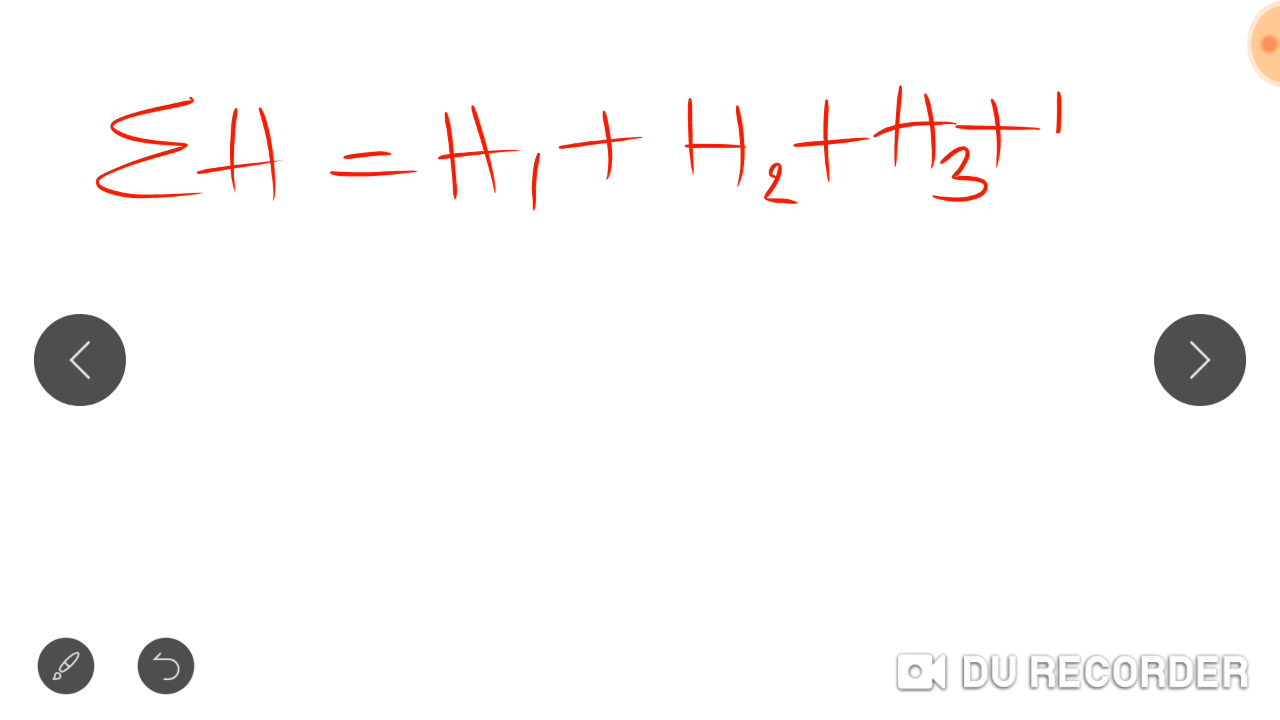 ΣH = H₁ + H₂ + H₃ + I
DU RECORDER